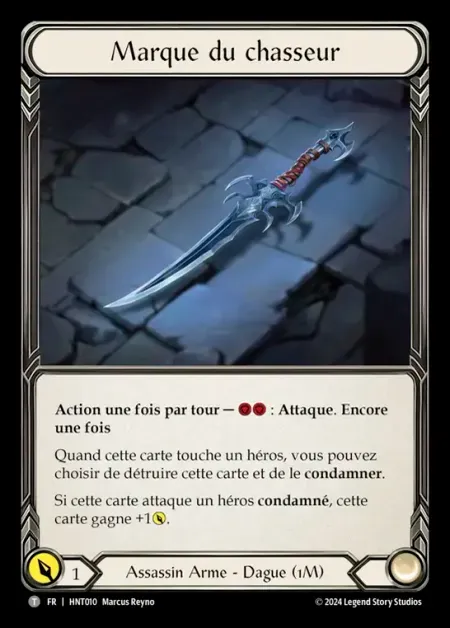 Marque du chasseur
Action une fois par tour — : Attaque. Encore
une fois
Quand cette carte touche un héros, vous pouvez
choisir de détruire cette carte et de le condamner.
Si cette carte attaque un héros condamné, cette
carte gagne +1.
1 Assassin Arme - Dague (1M)
T FR | HNT010 Marcus Reyno © 2024 Legend Story Studios